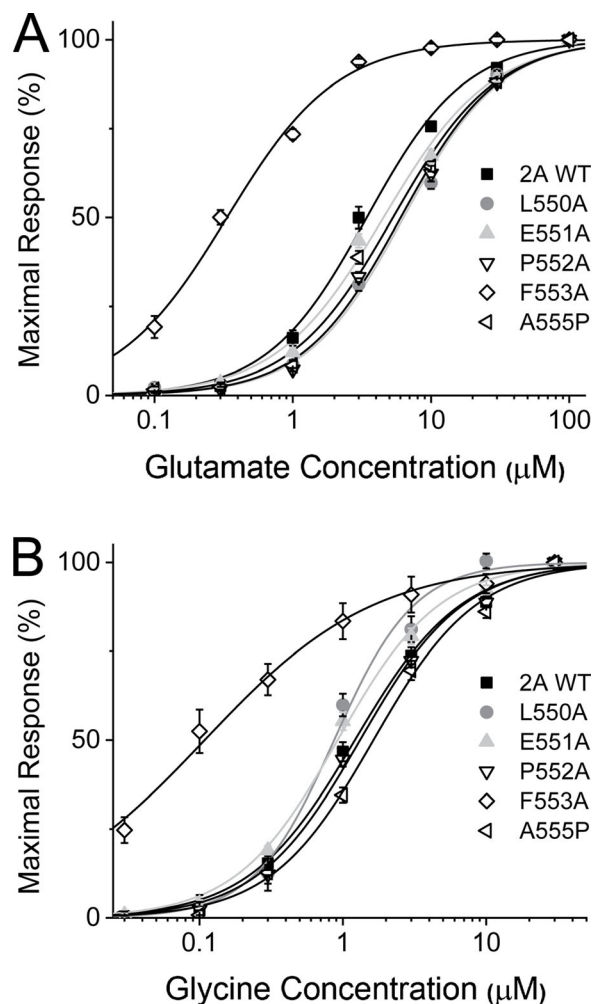 A
Maximal Response (%)
100
50
0
2A WT
L550A
E551A
P552A
F553A
A555P
0.1 1 10 100
Glutamate Concentration (μM)
B
Maximal Response (%)
100
50
0
2A WT
L550A
E551A
P552A
F553A
A555P
0.1 1 10
Glycine Concentration (μM)